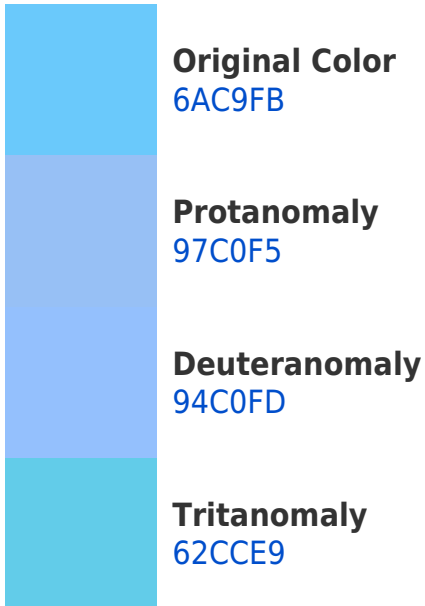 Original Color
6AC9FB
Protanomaly
97C0F5
Deuteranomaly
94C0FD
Tritanomaly
62CCE9